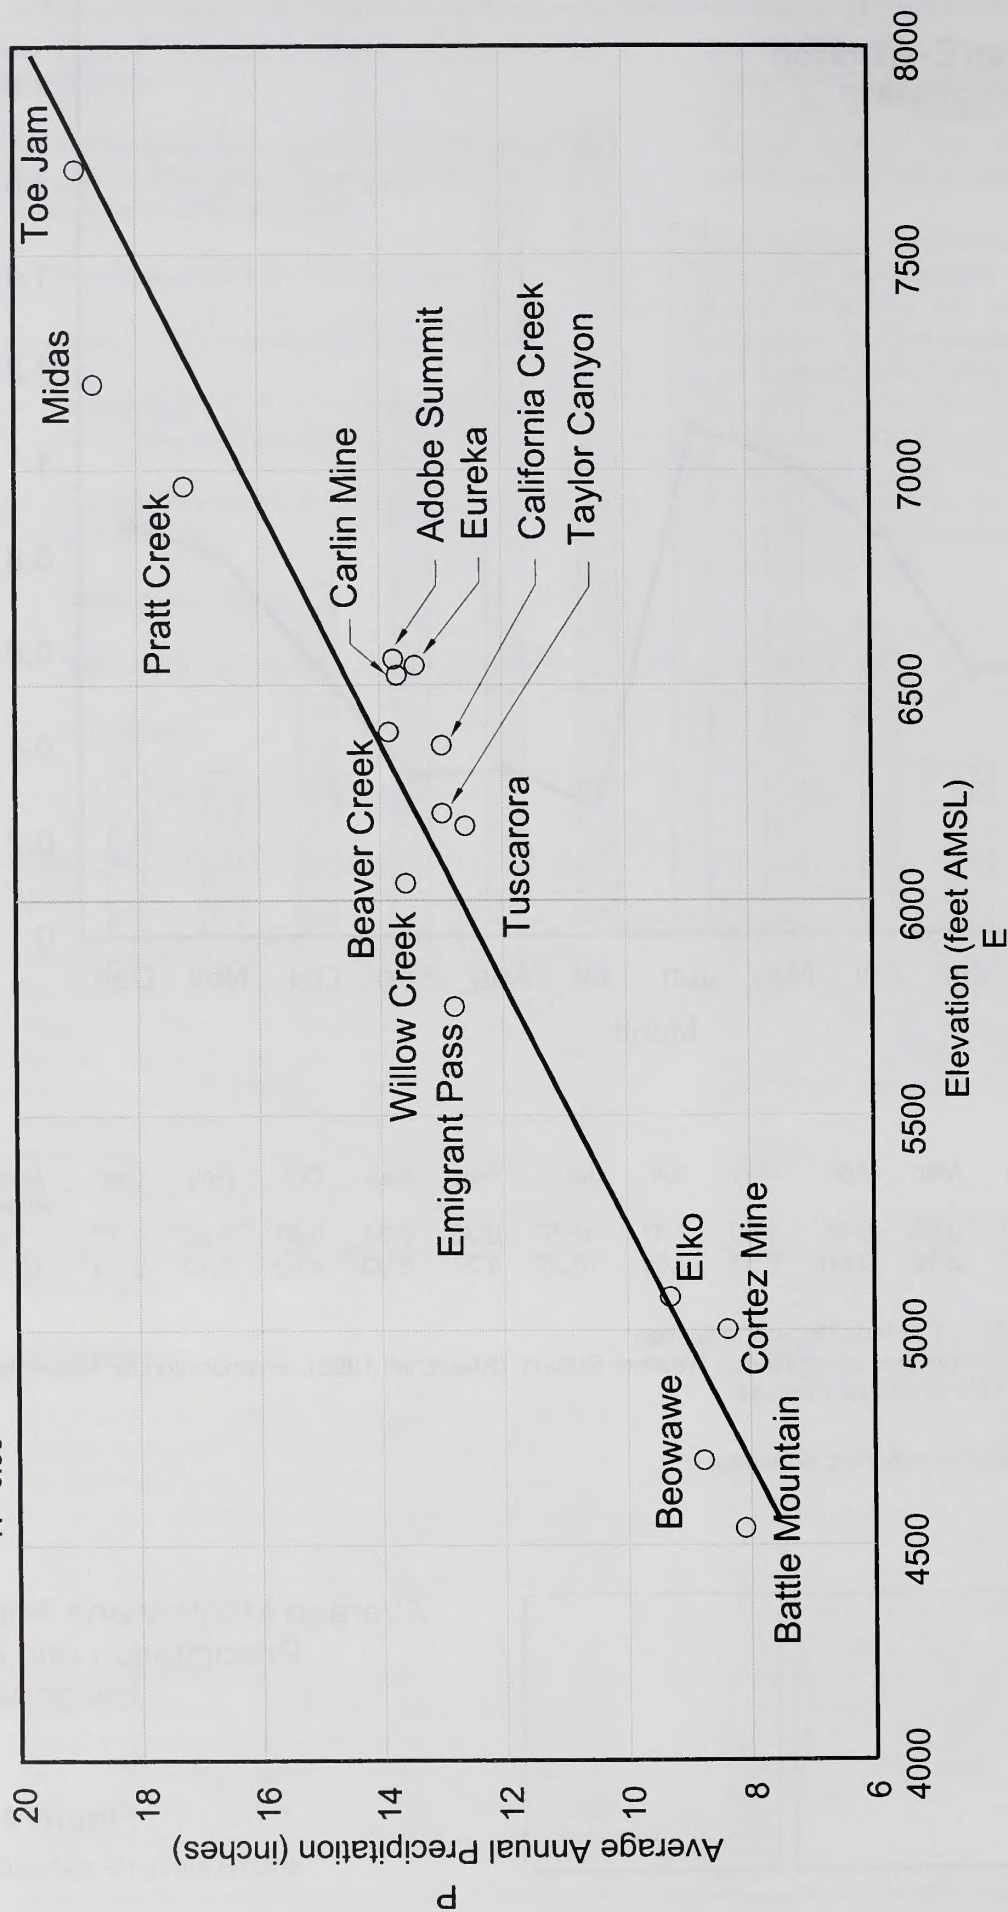 Toe Jam
Midas
Pratt Creek
Carlin Mine
Adobe Summit
Eureka
California Creek
Taylor Canyon
Beaver Creek
Willow Creek
Tuscarora
Emigrant Pass
Elko
Cortez Mine
Beowawe
Battle Mountain
20
18
16
14
12
10
8
6
Average Annual Precipitation (inches)
P
4000
4500
5000
5500
6000
6500
7000
7500
8000
Elevation (feet AMSL)
E